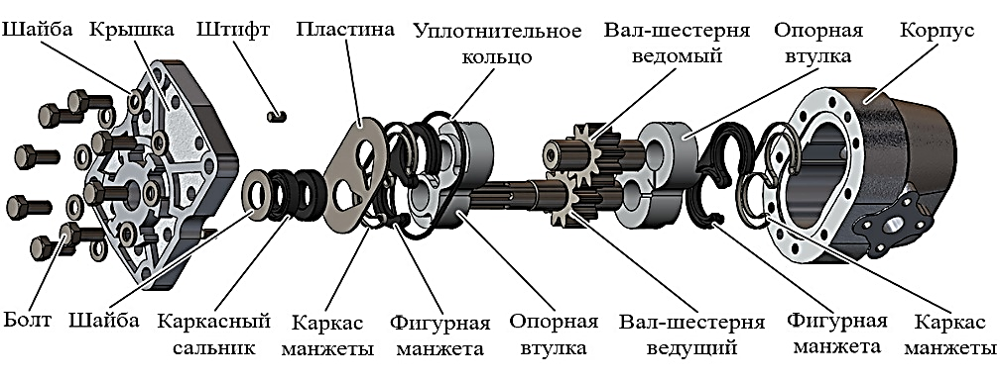 Шайба Крышка Штифт Пластина Уплотнительное Вал-шестерня Опорная Корпус
кольцо ведомый втулка
Болт Шайба Каркасный Каркас Фигурная Опорная Вал-шестерня Фигурная Каркас
сальник манжеты манжета втулка ведущий манжета манжеты